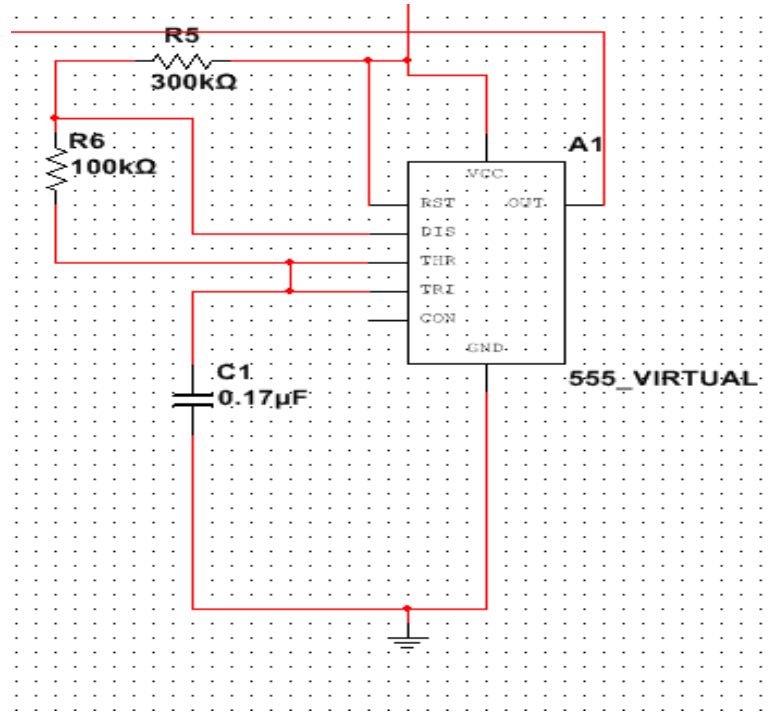 R5
300kΩ
R6
100kΩ
A1
VCC
RST
OUT
DIS
THR
TRI
CON
GND
555_VIRTUAL
C1
0.17µF